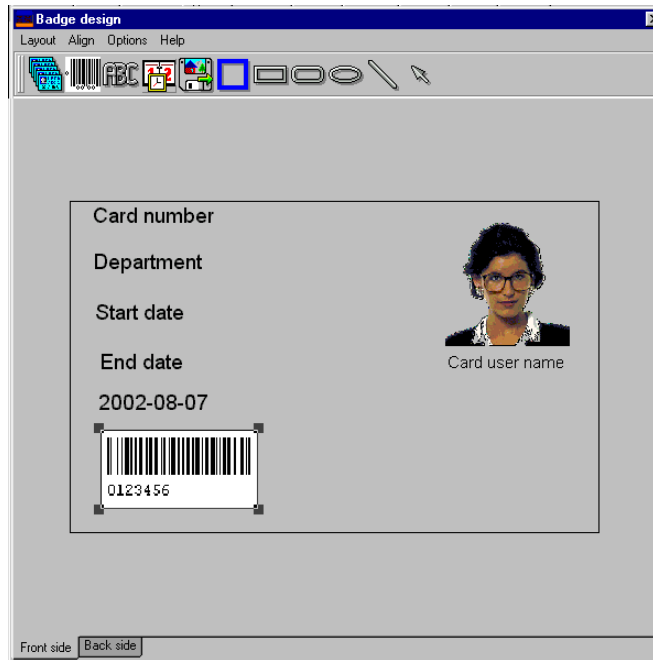 Badge design
Layout Align Options Help
ABC
Card number
Department
Start date
End date
Card user name
2002-08-07
0123456
Front side Back side